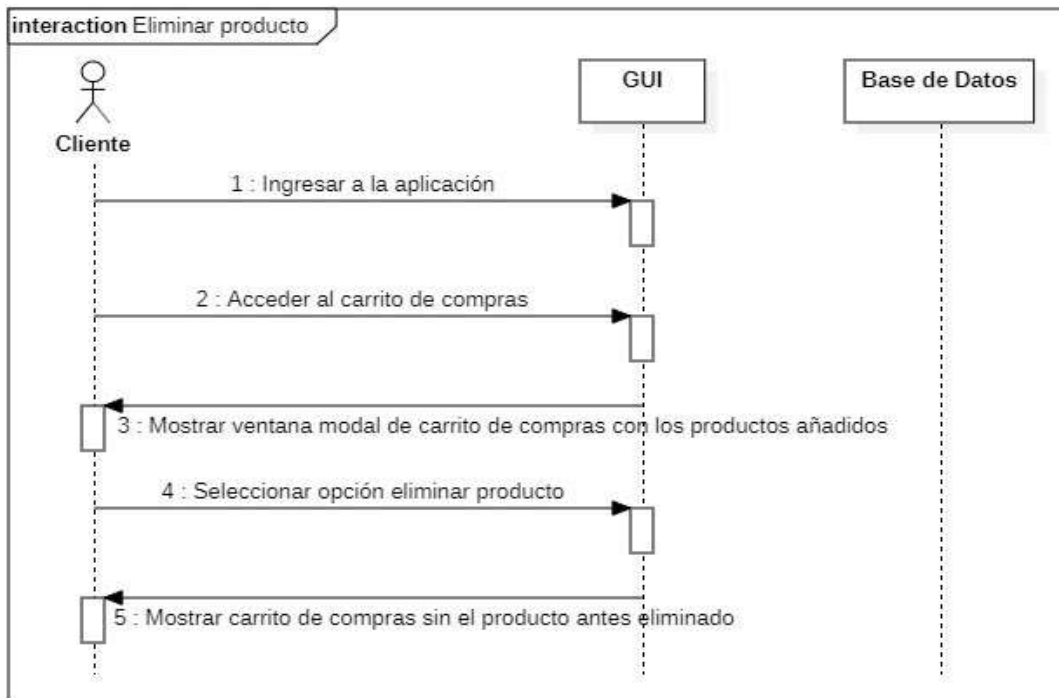 interaction Eliminar producto
Cliente
GUI
Base de Datos
1 : Ingresar a la aplicación
2 : Acceder al carrito de compras
3 : Mostrar ventana modal de carrito de compras con los productos añadidos
4 : Seleccionar opción eliminar producto
5 : Mostrar carrito de compras sin el producto antes eliminado